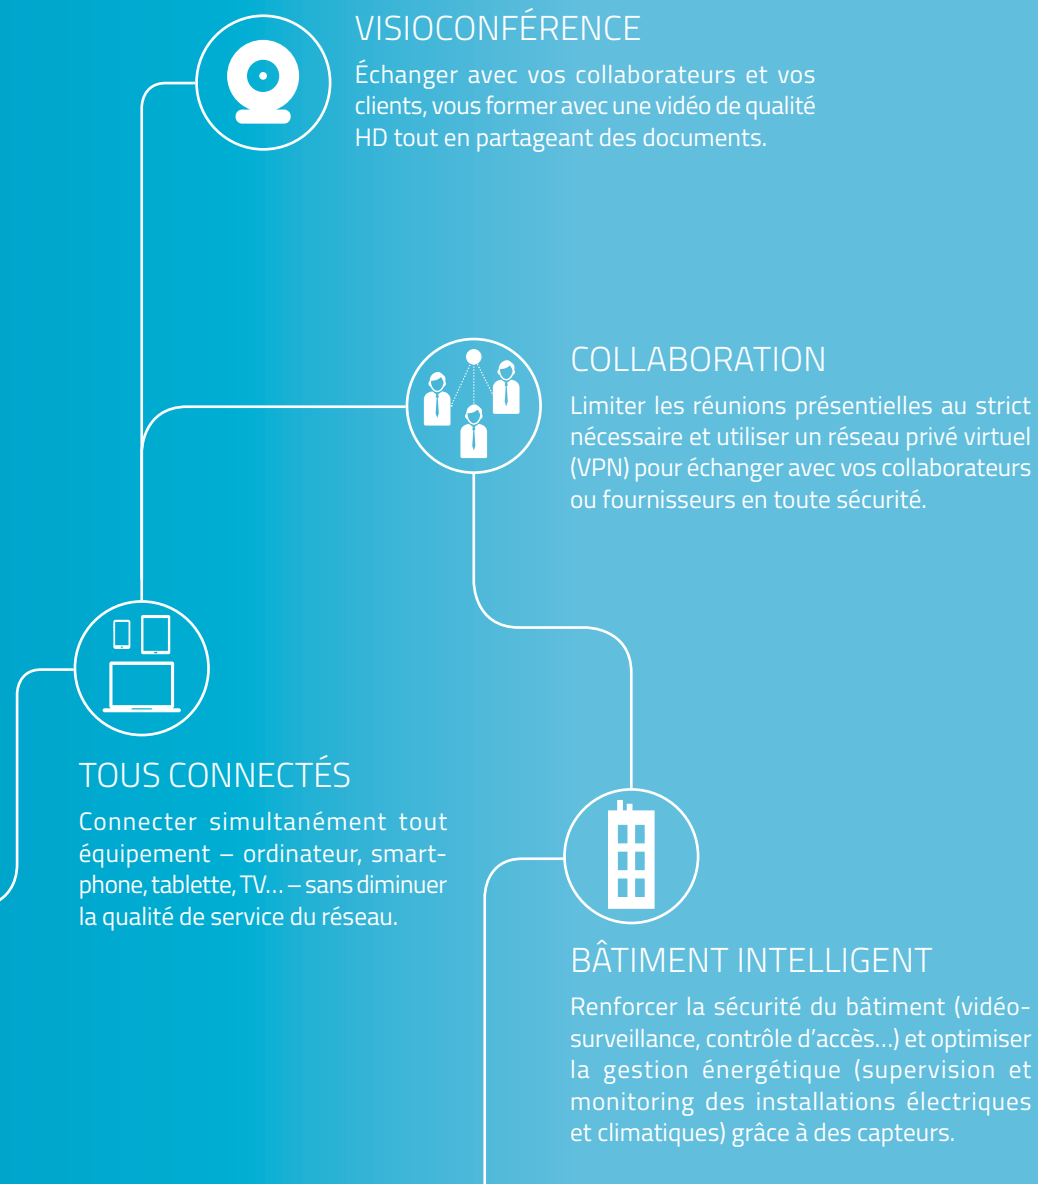 VISIOCONFÉRENCE
Échanger avec vos collaborateurs et vos
clients, vous former avec une vidéo de qualité
HD tout en partageant des documents.
COLLABORATION
Limiter les réunions présentielles au strict
nécessaire et utiliser un réseau privé virtuel
(VPN) pour échanger avec vos collaborateurs
ou fournisseurs en toute sécurité.
TOUS CONNECTÉS
Connecter simultanément tout
équipement – ordinateur, smart-
phone, tablette, TV... – sans diminuer
la qualité de service du réseau.
BÂTIMENT INTELLIGENT
Renforcer la sécurité du bâtiment (vidéo-
surveillance, contrôle d'accès...) et optimiser
la gestion énergétique (supervision et
monitoring des installations électriques
et climatiques) grâce à des capteurs.